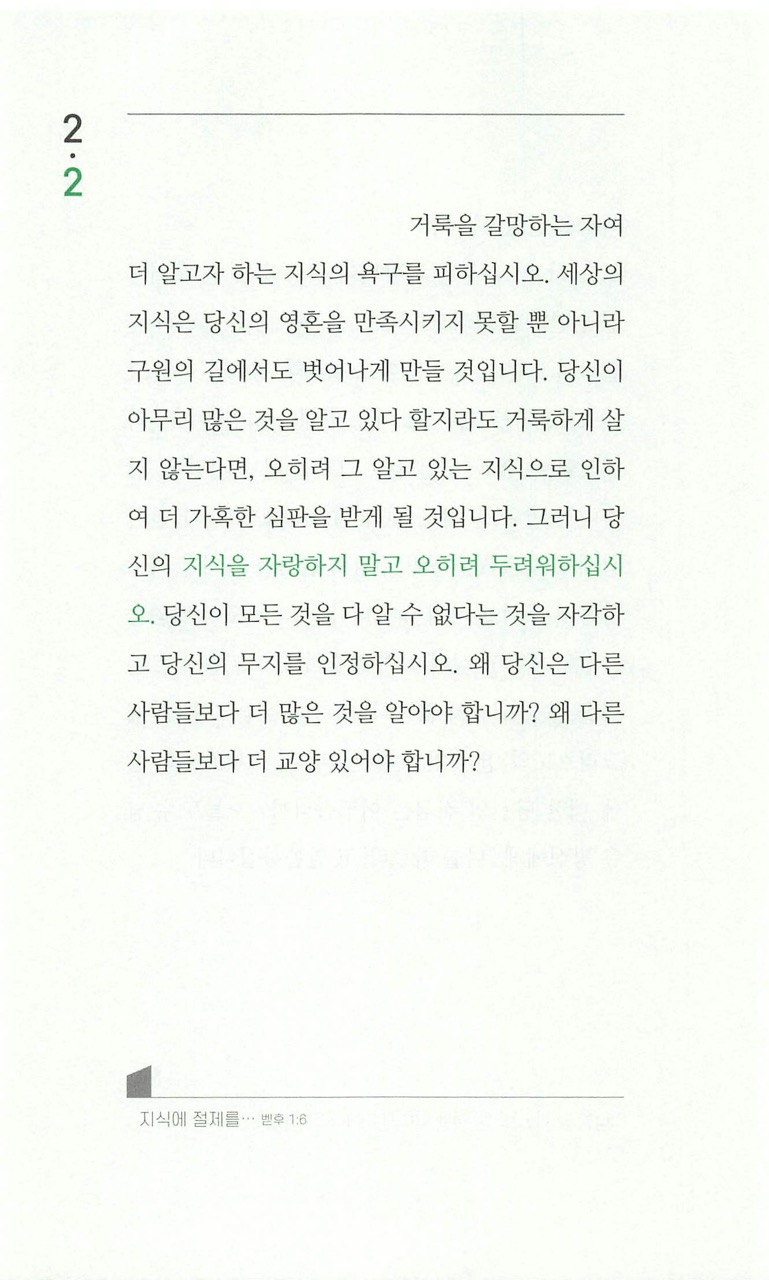 2
·
2
거룩을 갈망하는 자여
더 알고자 하는 지식의 욕구를 피하십시오. 세상의
지식은 당신의 영혼을 만족시키지 못할 뿐 아니라
구원의 길에서도 벗어나게 만들 것입니다. 당신이
아무리 많은 것을 알고 있다 할지라도 거룩하게 살
지 않는다면, 오히려 그 알고 있는 지식으로 인하
여 더 가혹한 심판을 받게 될 것입니다. 그러니 당
신의 지식을 자랑하지 말고 오히려 두려워하십시
오. 당신이 모든 것을 다 알 수 없다는 것을 자각하
고 당신의 무지를 인정하십시오. 왜 당신은 다른
사람들보다 더 많은 것을 알아야 합니까? 왜 다른
사람들보다 더 교양 있어야 합니까?
지식에 절제를… 벧후 1:6